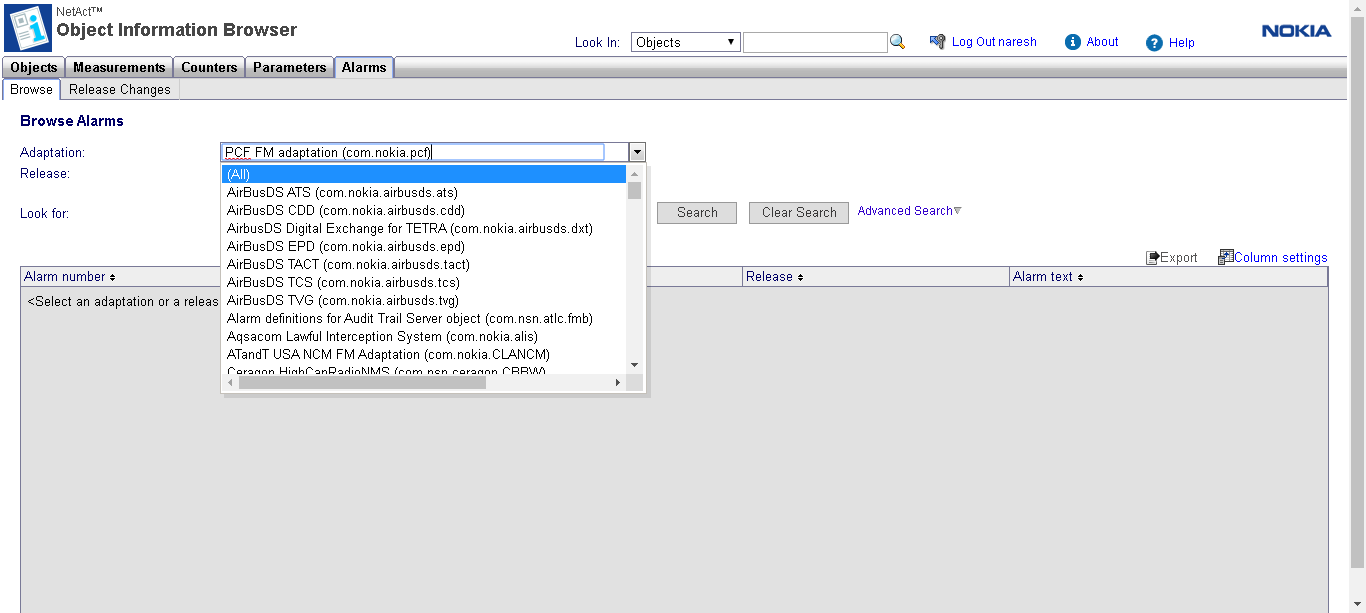 NetAct™
Object Information Browser
Look In: Objects Log Out naresh About Help NOKIA
Objects Measurements Counters Parameters Alarms
Browse Release Changes
Browse Alarms
Adaptation: PCF FM adaptation (com.nokia.pcf)
Release: (All)
AirBusDS ATS (com.nokia.airbusds.ats)
Look for: AirBusDS CDD (com.nokia.airbusds.cdd) Search Clear Search Advanced Search
AirbusDS Digital Exchange for TETRA (com.nokia.airbusds.dxt)
AirBusDS EPD (com.nokia.airbusds.epd)
Export Column settings
AirBusDS TACT (com.nokia.airbusds.tact)
Alarm number Release Alarm text
AirBusDS TCS (com.nokia.airbusds.tcs)
<Select an adaptation or a releas
AirBusDS TVG (com.nokia.airbusds.tvg)
Alarm definitions for Audit Trail Server object (com.nsn.atlc.fmb)
Aqsacom Lawful Interception System (com.nokia.alis)
ATandT USA NCM FM Adaptation (com.nokia.CLANCM)
Ceragon HighCapRadioNMS (com.nsn.ceragon.CRRW)